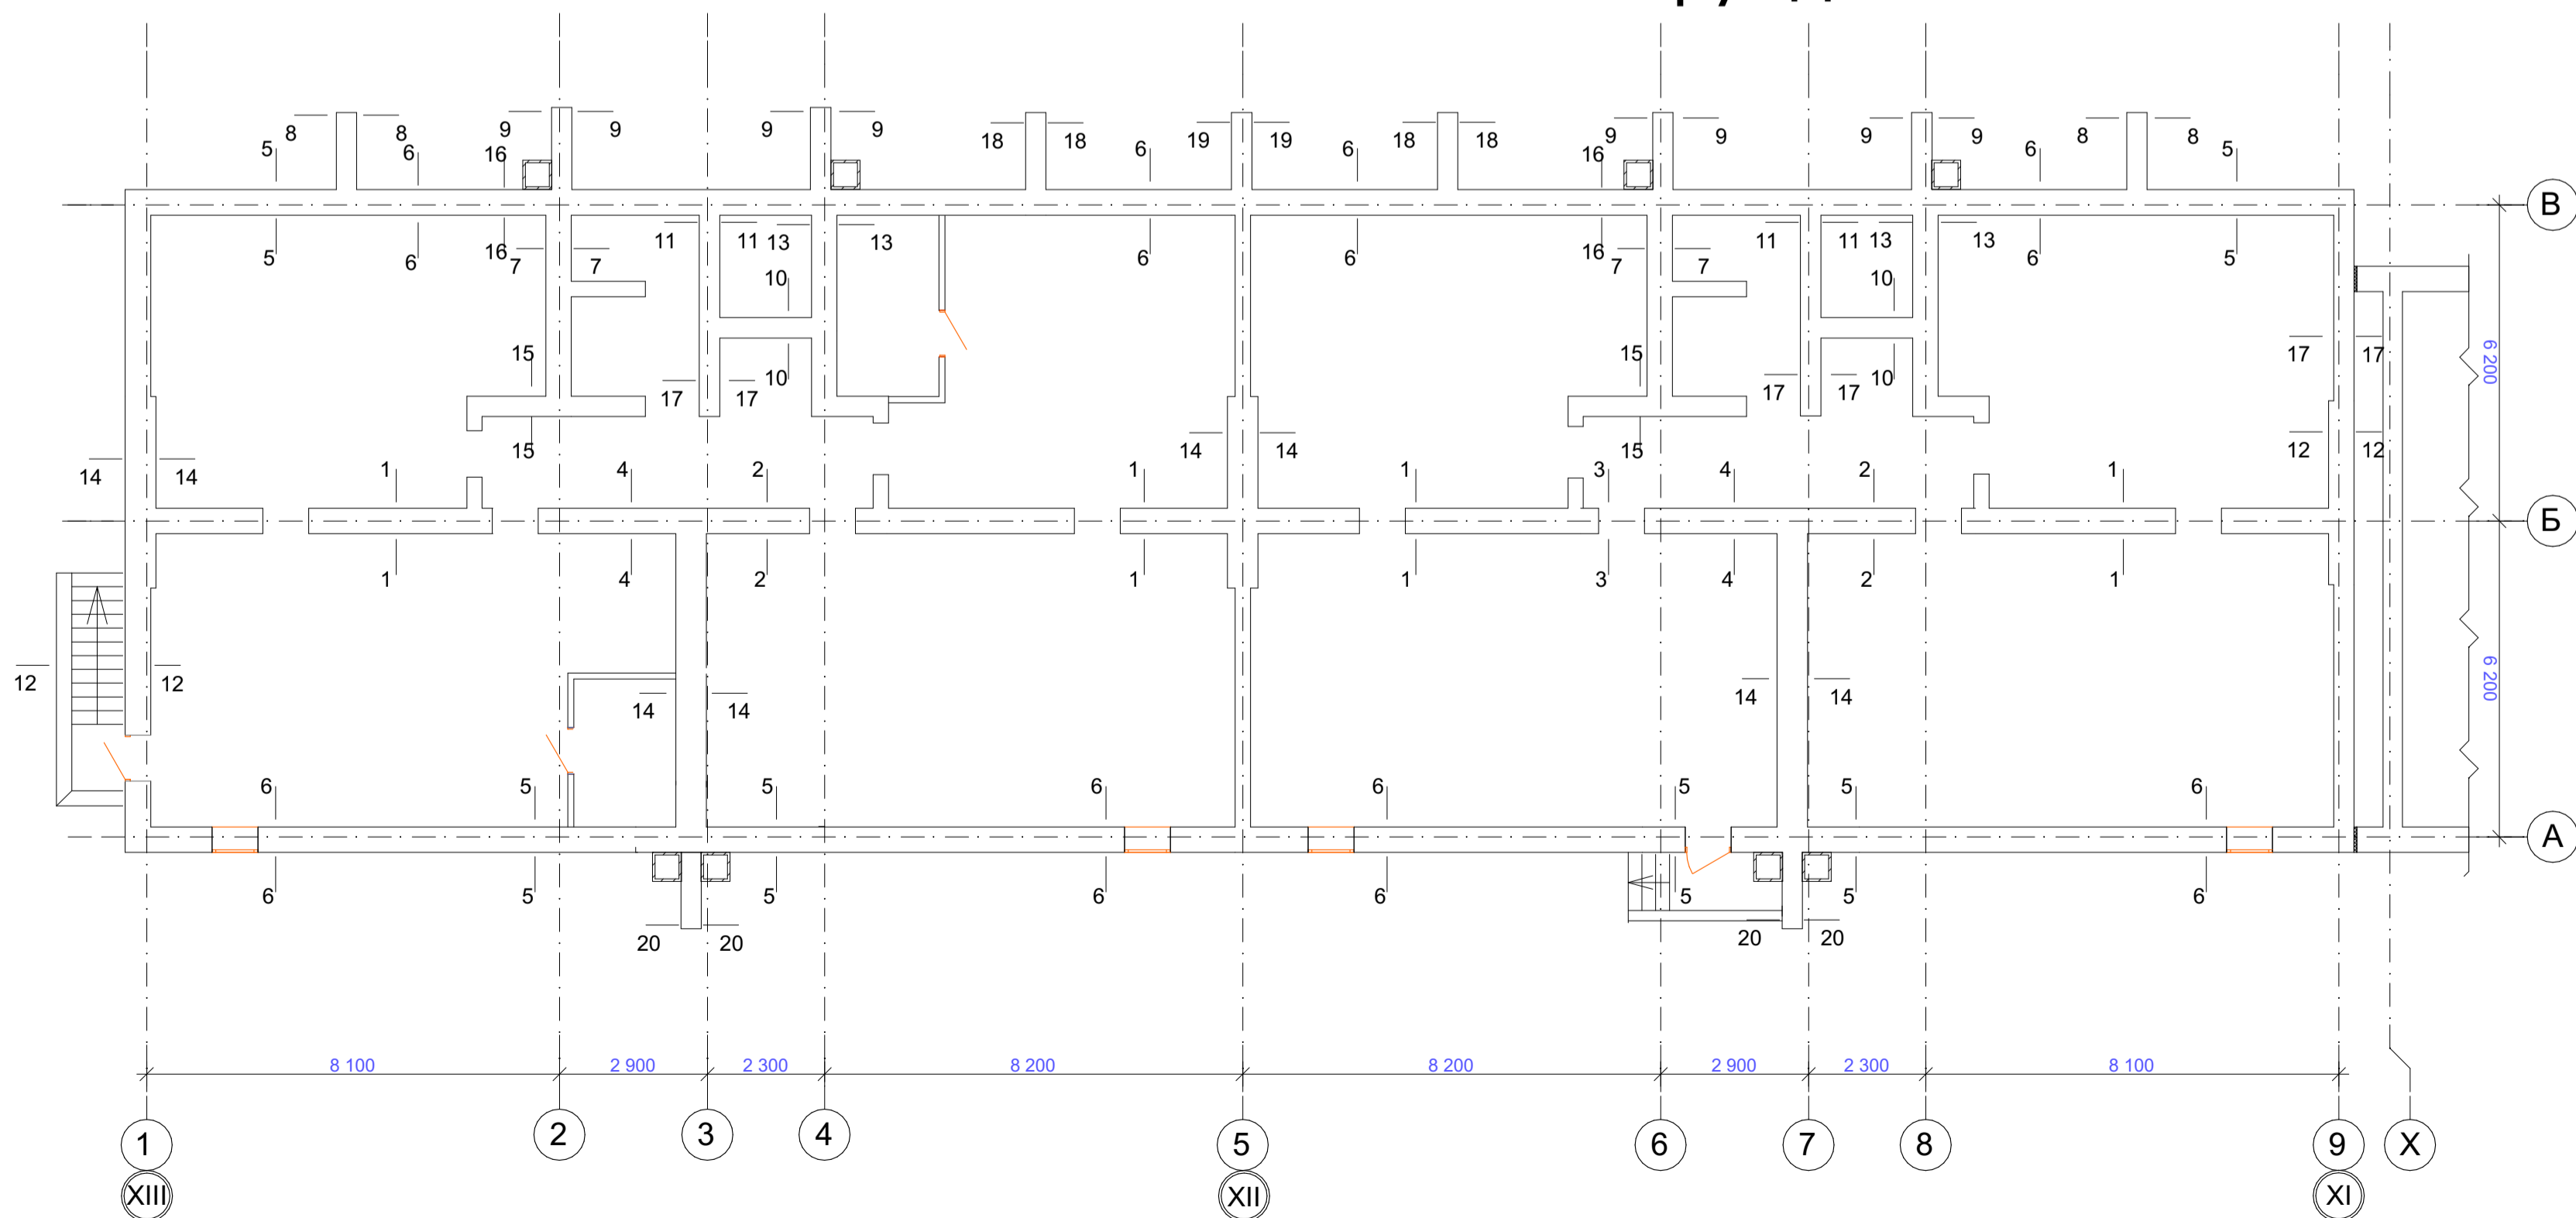 8 8 9 9 9 9 18 18 19 19 18 18 9 9 9 9 8 8
5 6 16 6 6 16 6 5
В
5 6 16 7 7 11 11 13 13 6 6 16 7 7 11 11 13 13 6 5
10 10
15 15 17 17 6 200
17 17 10 17 17 10
14 14 15 14 14 15 12 12
1 4 2 1 1 3 4 2 1
Б
1 4 2 1 1 3 4 2 1
12 12 14 14 14 14 6 200
6 5 5 6 6 5 5 6
А
6 5 5 6 6 5 5 6
20 20 20 20
8 100 2 900 2 300 8 200 8 200 2 900 2 300 8 100
1 2 3 4 5 6 7 8 9 X
XIII XII XI